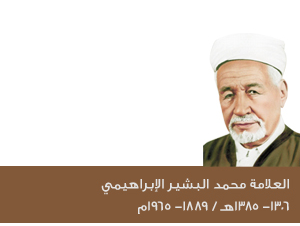 العلامة محمد البشير الإبراهيمي
١٣٠٦- ١٣٨٥هـ / ١٨٨٩- ١٩٦٥م